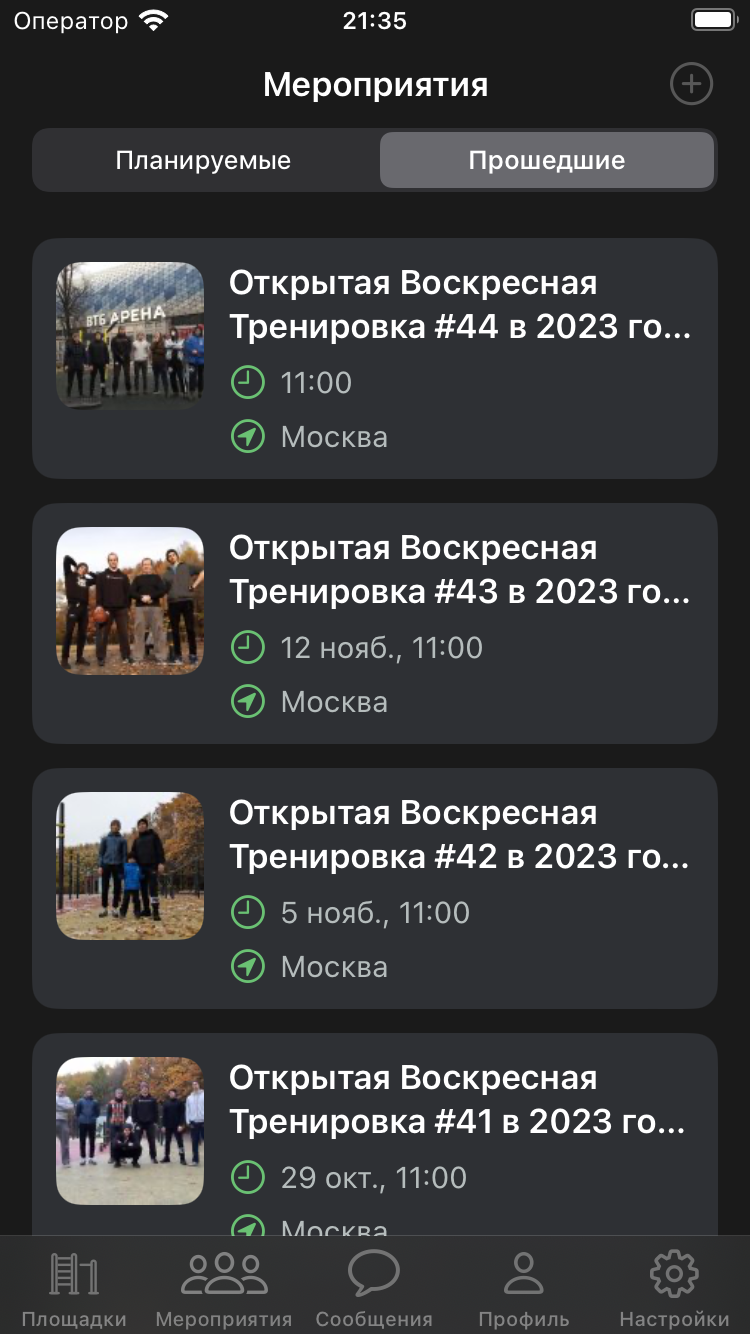 Оператор 21:35
Мероприятия
Планируемые Прошедшие
ВТБ АРЕНА
Открытая Воскресная
Тренировка #44 в 2023 го...
11:00
Москва
Открытая Воскресная
Тренировка #43 в 2023 го...
12 нояб., 11:00
Москва
Открытая Воскресная
Тренировка #42 в 2023 го...
5 нояб., 11:00
Москва
Открытая Воскресная
Тренировка #41 в 2023 го...
29 окт., 11:00
Москва
Площадки Мероприятия Сообщения Профиль Настройки